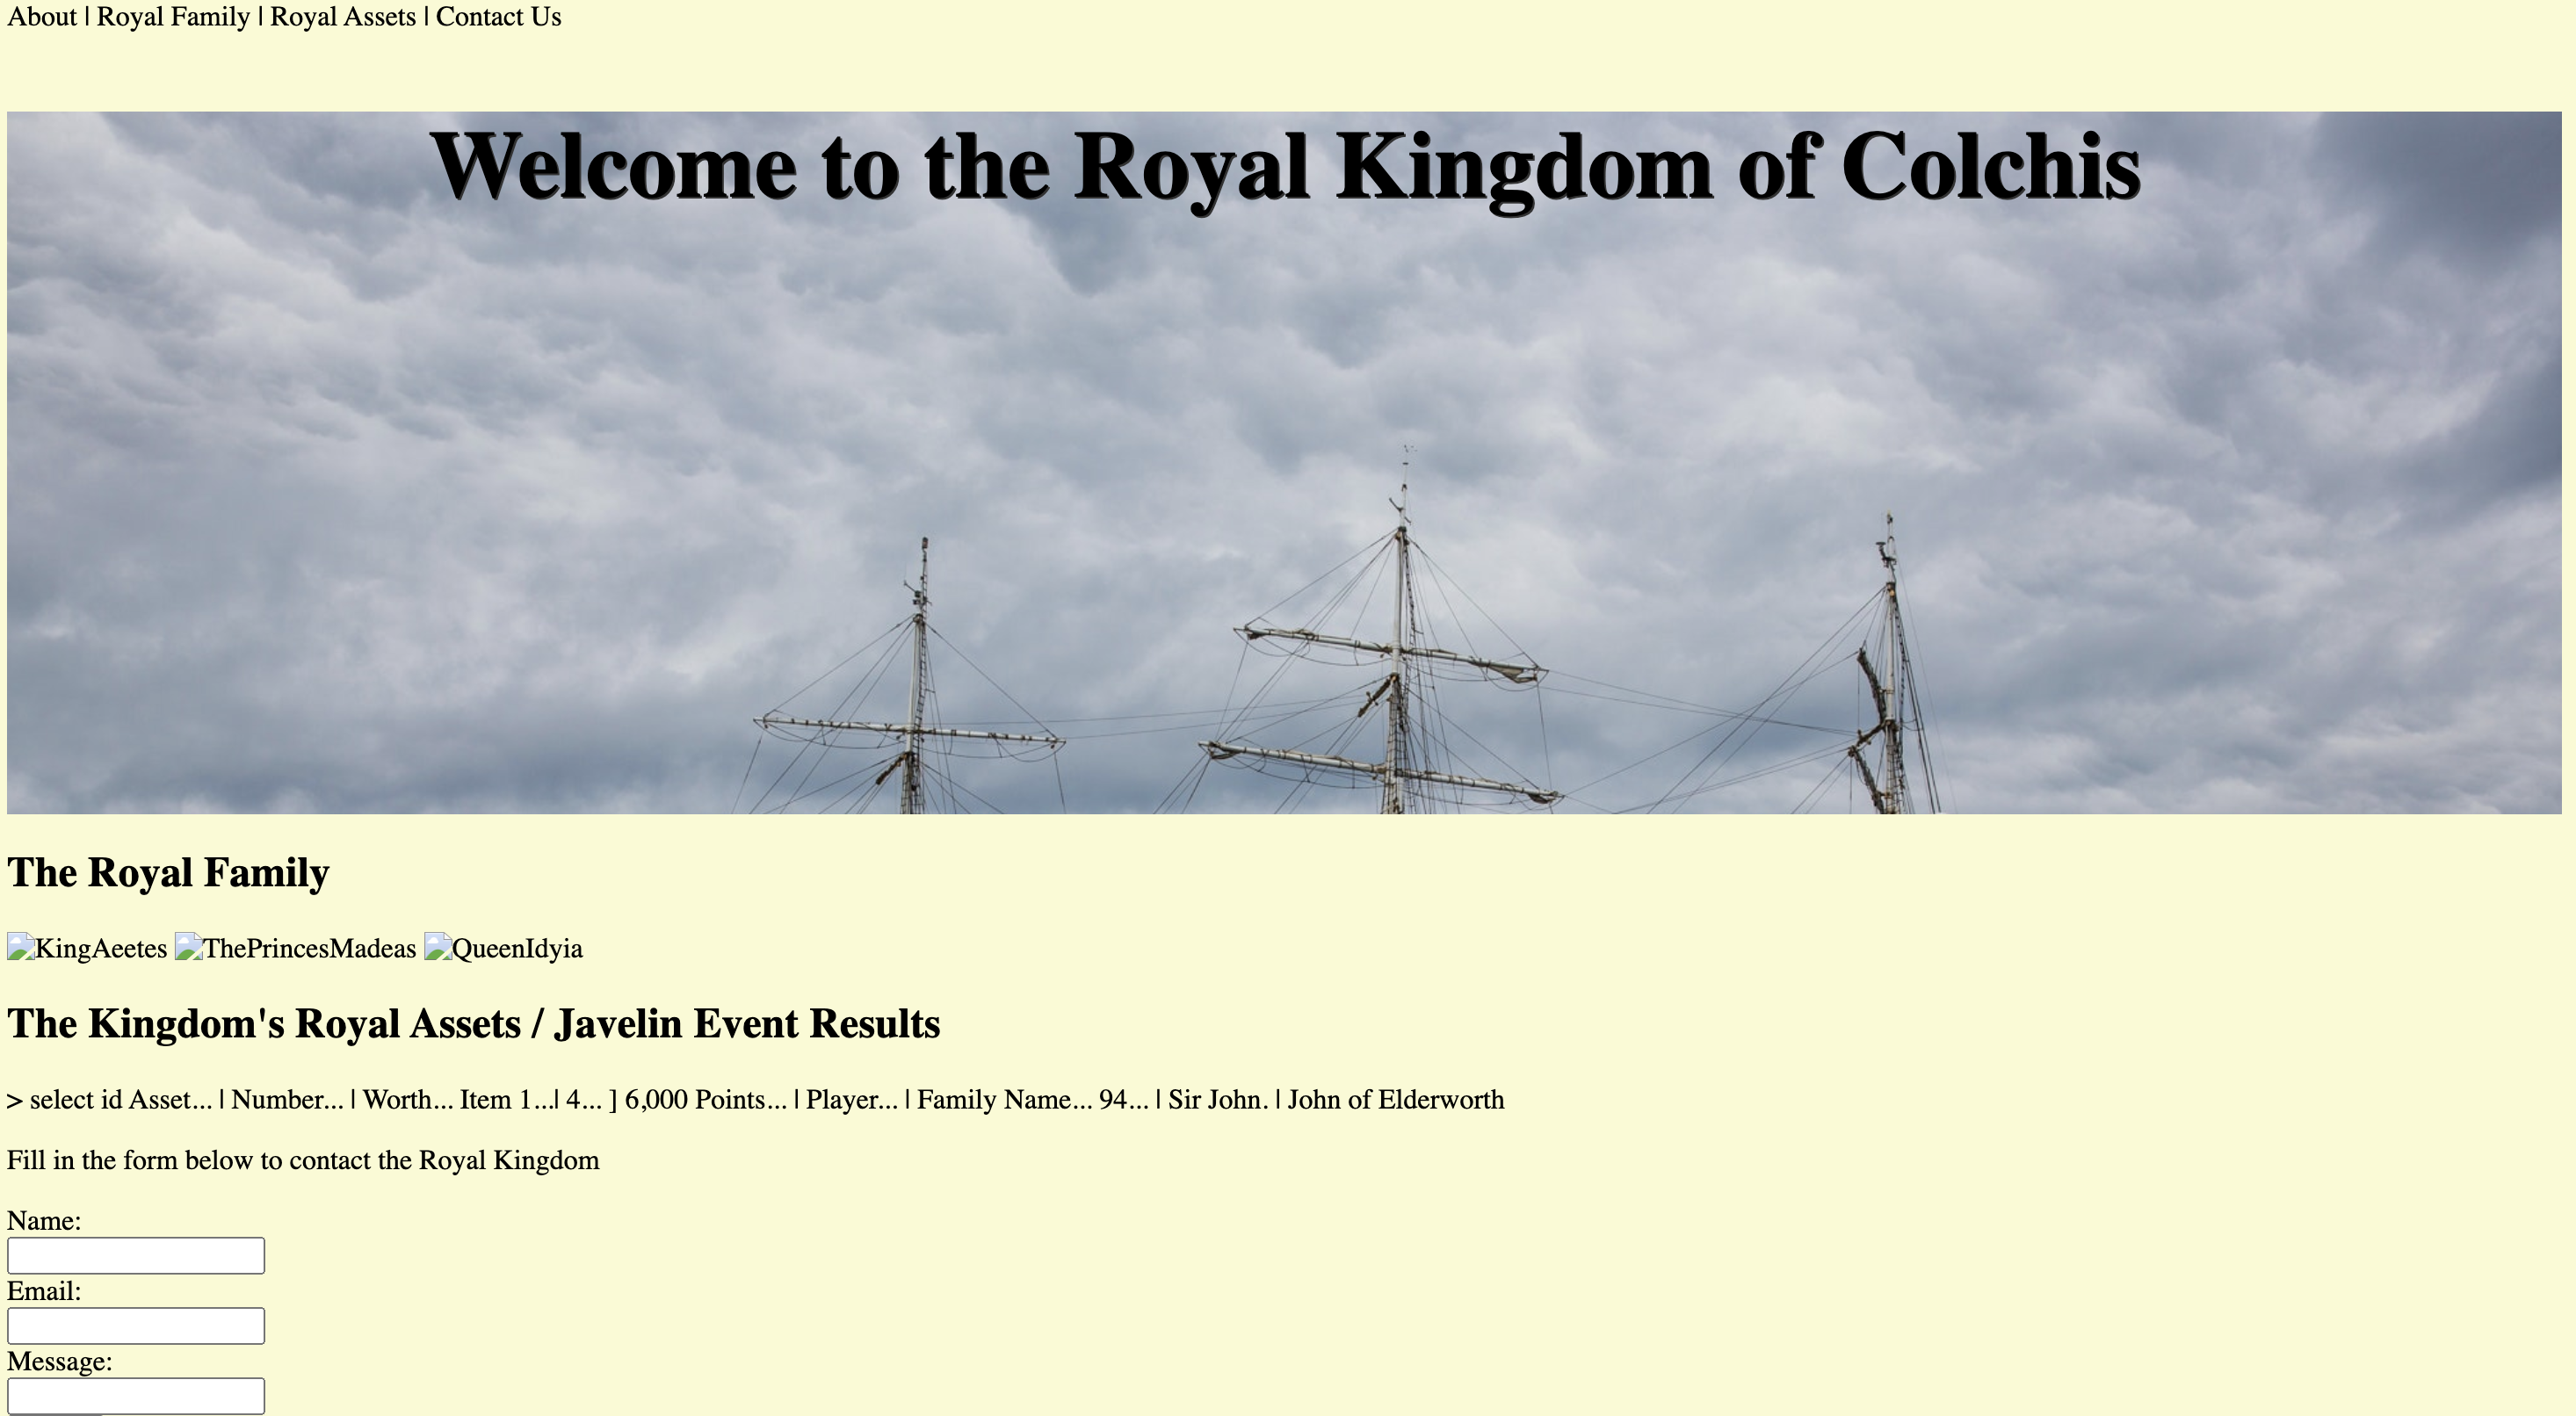 About | Royal Family | Royal Assets | Contact Us
Welcome to the Royal Kingdom of Colchis
The Royal Family
KingAeetes ThePrincesMadeas QueenIdyia
The Kingdom's Royal Assets / Javelin Event Results
> select id Asset... | Number... | Worth... Item 1...| 4... ] 6,000 Points... | Player... | Family Name... 94... | Sir John. | John of Elderworth
Fill in the form below to contact the Royal Kingdom
Name:
Email:
Message: